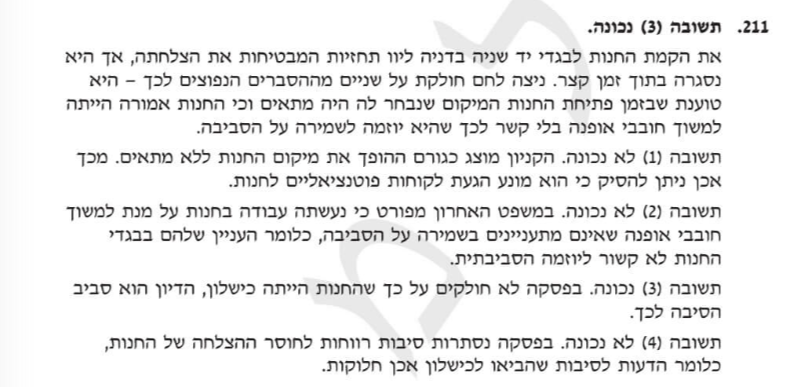 211. תשובה (3) נכונה.
את הקמת החנות לבגדי יד שניה בדניה ליוו תחזיות המבטיחות את הצלחתה, אך היא
נסגרה בתוך זמן קצר. ניצה לחם חולקת על שניים מההסברים הנפוצים לכך – היא
טוענת שבזמן פתיחת החנות המיקום שנבחר לה היה מתאים וכי החנות אמורה הייתה
למשוך חובבי אופנה בלי קשר לכך שהיא יוזמה לשמירה על הסביבה.
תשובה (1) לא נכונה. הקניון מוצג כגורם ההופך את מיקום החנות ללא מתאים. מכך
אכן ניתן להסיק כי הוא מונע הגעת לקוחות פוטנציאליים לחנות.
תשובה (2) לא נכונה. במשפט האחרון מפורט כי נעשתה עבודה בחנות על מנת למשוך
חובבי אופנה שאינם מתעניינים בשמירה על הסביבה, כלומר העניין שלהם בבגדי
החנות לא קשור ליוזמה הסביבתית.
תשובה (3) נכונה. בפסקה לא חולקים על כך שהחנות הייתה כישלון, הדיון הוא סביב
הסיבה לכך.
תשובה (4) לא נכונה. בפסקה נסתרות סיבות רווחות לחוסר ההצלחה של החנות,
כלומר הדעות לסיבות שהביאו לכישלון אכן חלוקות.